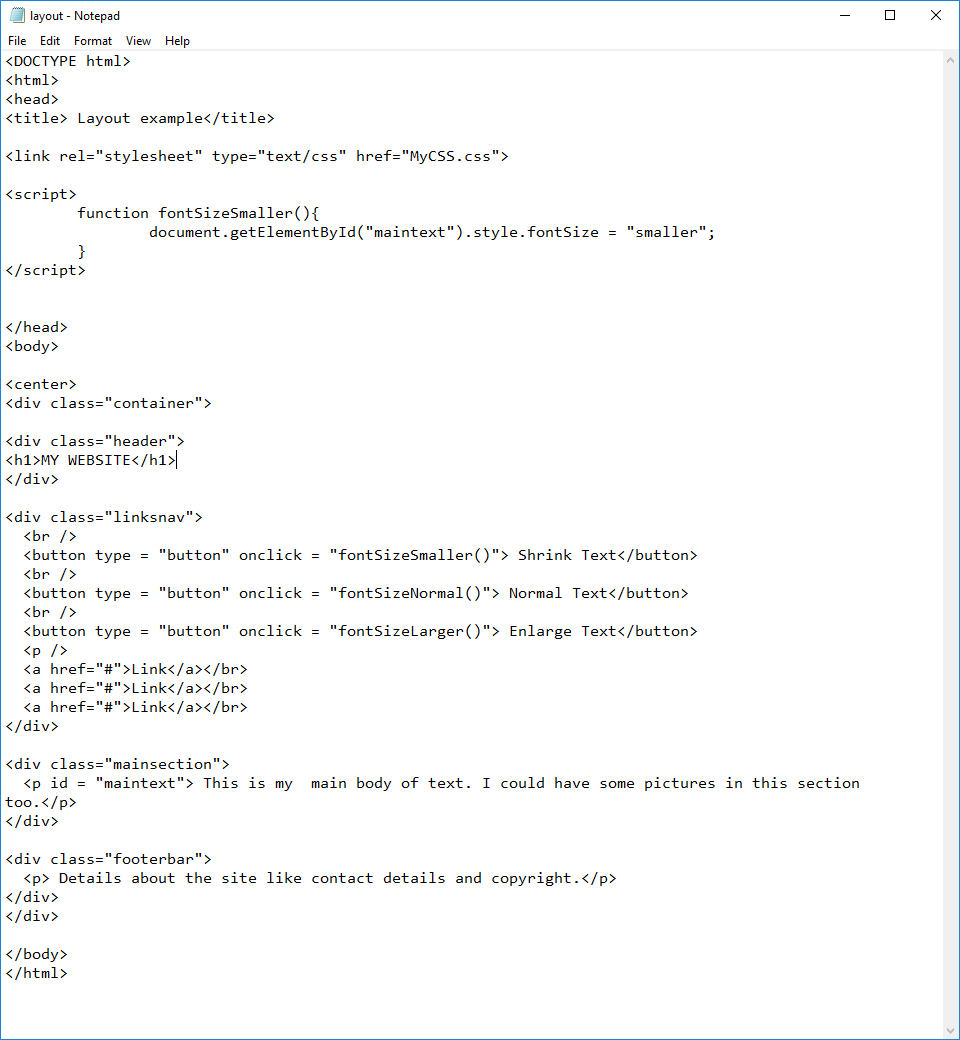 layout - Notepad
File Edit Format View Help
<DOCTYPE html>
<html>
<head>
<title> Layout example</title>

<link rel="stylesheet" type="text/css" href="MyCSS.css">

<script>
        function fontSizeSmaller(){
                document.getElementById("maintext").style.fontSize = "smaller";
        }
</script>


</head>
<body>

<center>
<div class="container">

<div class="header">
<h1>MY WEBSITE</h1>
</div>

<div class="linksnav">
  <br />
  <button type = "button" onclick = "fontSizeSmaller()"> Shrink Text</button>
  <br />
  <button type = "button" onclick = "fontSizeNormal()"> Normal Text</button>
  <br />
  <button type = "button" onclick = "fontSizeLarger()"> Enlarge Text</button>
  <p />
  <a href="#">Link</a></br>
  <a href="#">Link</a></br>
  <a href="#">Link</a></br>
</div>

<div class="mainsection">
  <p id = "maintext"> This is my  main body of text. I could have some pictures in this section
too.</p>
</div>

<div class="footerbar">
  <p> Details about the site like contact details and copyright.</p>
</div>
</div>

</body>
</html>